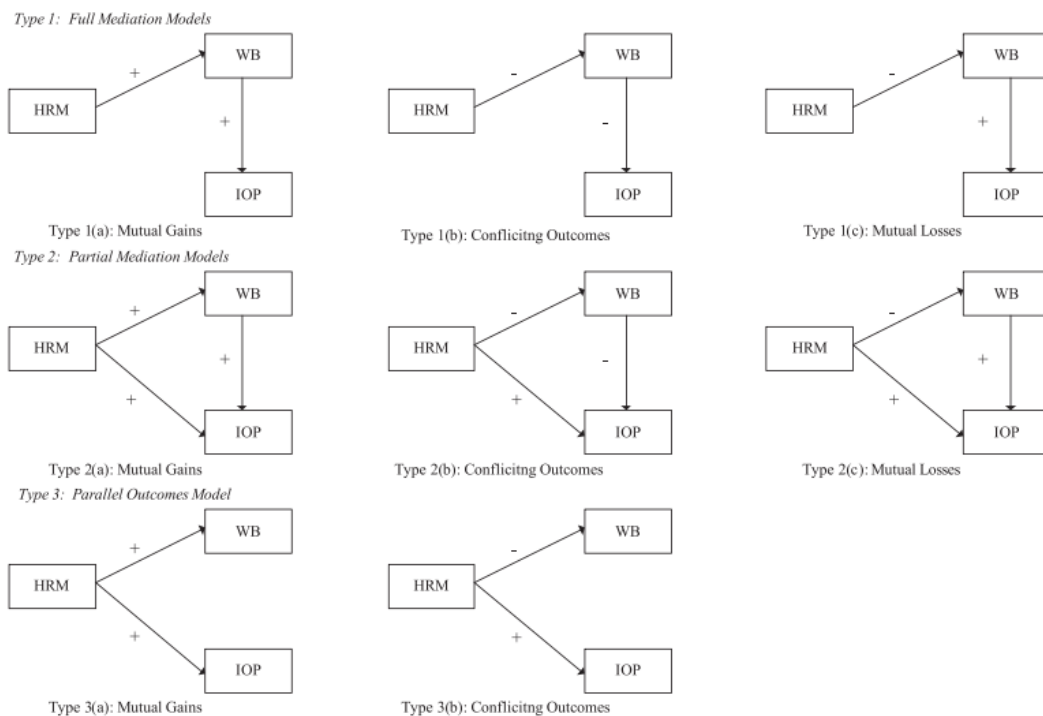 Type 1: Full Mediation Models
WB
WB
WB
+
-
-
HRM
HRM
HRM
+
-
+
IOP
IOP
IOP
Type 1(a): Mutual Gains
Type 1(b): Conflicitng Outcomes
Type 1(c): Mutual Losses
Type 2: Partial Mediation Models
WB
WB
WB
+
-
-
HRM
HRM
HRM
+
-
+
+
+
+
IOP
IOP
IOP
Type 2(a): Mutual Gains
Type 2(b): Conflicitng Outcomes
Type 2(c): Mutual Losses
Type 3: Parallel Outcomes Model
WB
WB
+
-
HRM
HRM
+
+
IOP
IOP
Type 3(a): Mutual Gains
Type 3(b): Conflicitng Outcomes